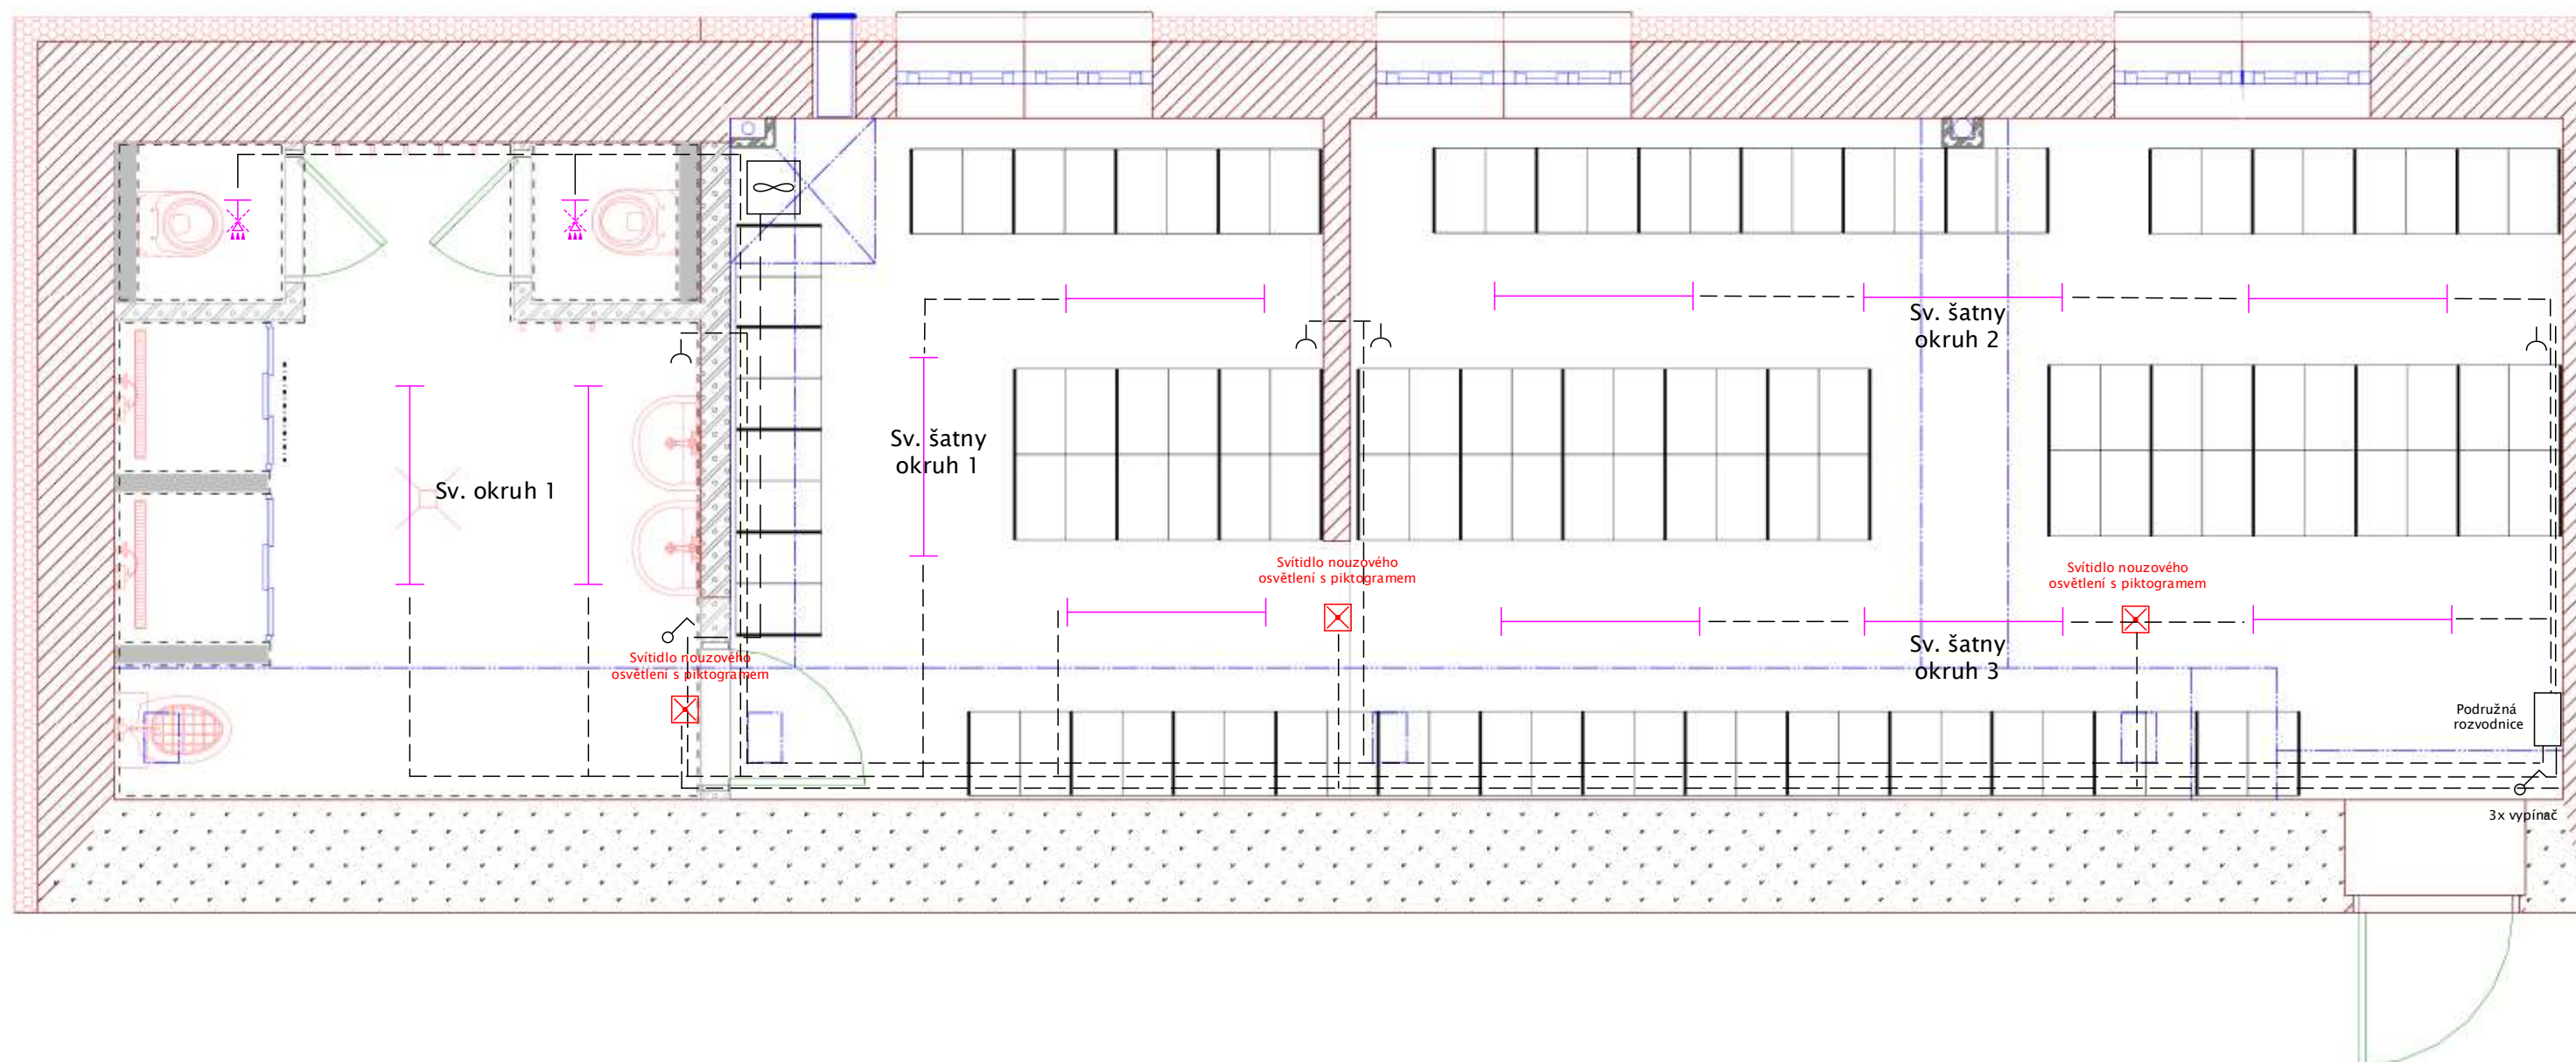 Sv. šatny
okruh 2
Sv. šatny
okruh 1
Sv. okruh 1
Svítidlo nouzového
osvětlení s piktogramem
Svítidlo nouzového
osvětlení s piktogramem
Sv. šatny
okruh 3
Svítidlo nouzového
osvětlení s piktogramem
Podružná
rozvodnice
3x vypínač